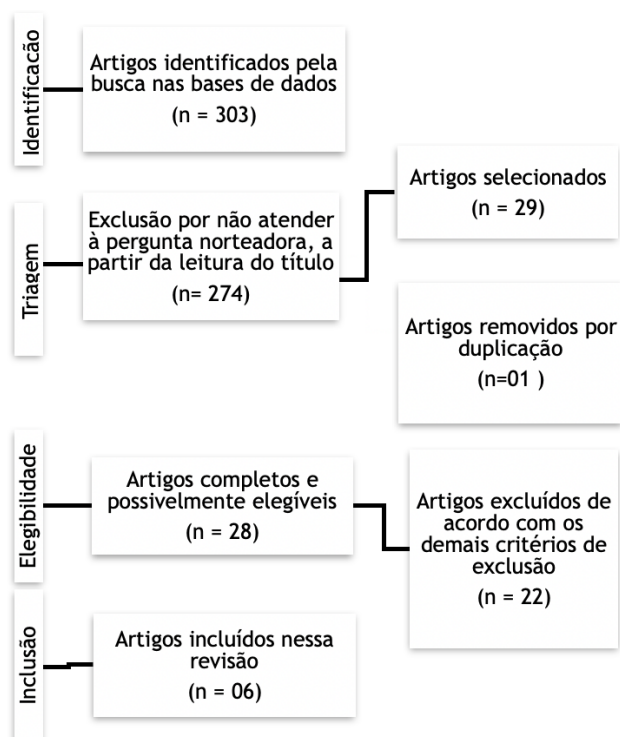 Identificação
Artigos identificados pela
busca nas bases de dados
(n = 303)
Triagem
Exclusão por não atender
à pergunta norteadora, a
partir da leitura do título
(n= 274)
Artigos selecionados
(n = 29)
Artigos removidos por
duplicação
(n=01 )
Elegibilidade
Artigos completos e
possivelmente elegíveis
(n = 28)
Artigos excluídos de
acordo com os
demais critérios de
exclusão
(n = 22)
Inclusão
Artigos incluídos nessa
revisão
(n = 06)